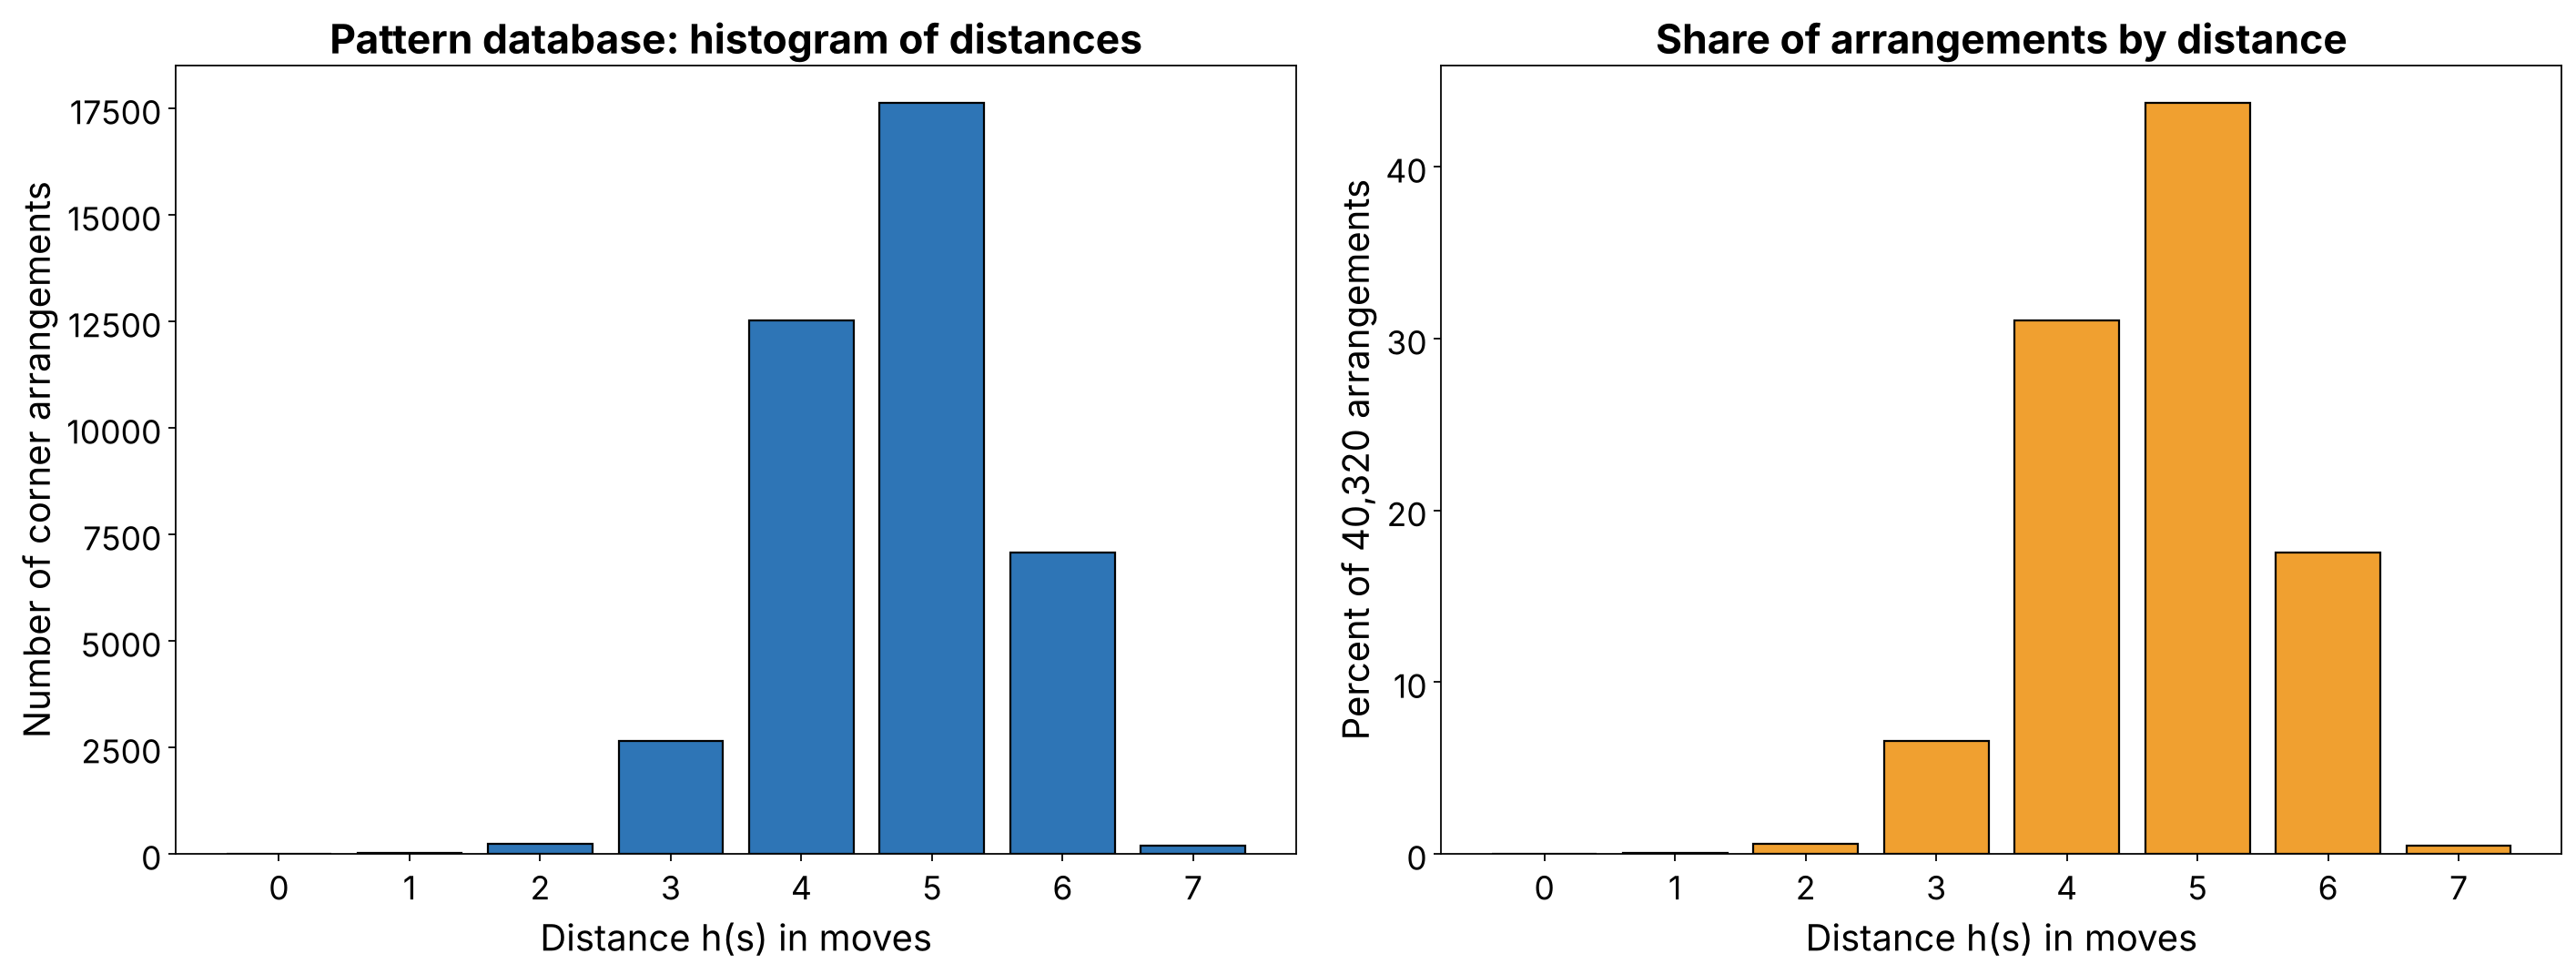 Pattern database: histogram of distances
Number of corner arrangements
17500
15000
12500
10000
7500
5000
2500
0
0 1 2 3 4 5 6 7
Distance h(s) in moves
Share of arrangements by distance
Percent of 40,320 arrangements
40
30
20
10
0
0 1 2 3 4 5 6 7
Distance h(s) in moves